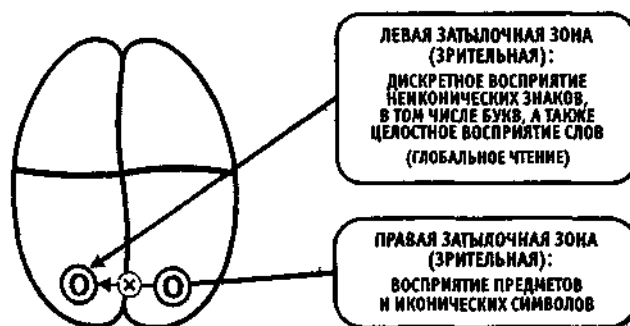 ЛЕВАЯ ЗАТЫЛОЧНАЯ ЗОНА
(ЗРИТЕЛЬНАЯ):
ДИСКРЕТНОЕ ВОСПРИЯТИЕ
НЕИКОНИЧЕСКИХ ЗНАКОВ,
В ТОМ ЧИСЛЕ БУКВ, А ТАКЖЕ
ЦЕЛОСТНОЕ ВОСПРИЯТИЕ СЛОВ
(ГЛОБАЛЬНОЕ ЧТЕНИЕ)
О × О
ПРАВАЯ ЗАТЫЛОЧНАЯ ЗОНА
(ЗРИТЕЛЬНАЯ):
ВОСПРИЯТИЕ ПРЕДМЕТОВ
И ИКОНИЧЕСКИХ СИМВОЛОВ